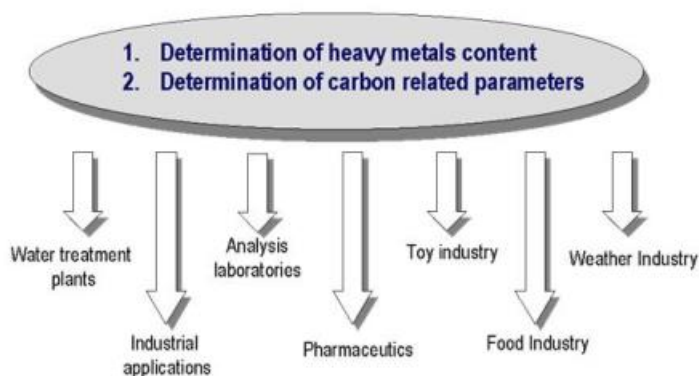 1. Determination of heavy metals content
2. Determination of carbon related parameters
Water treatment
plants
Industrial
applications
Analysis
laboratories
Pharmaceutics
Toy industry
Food Industry
Weather Industry